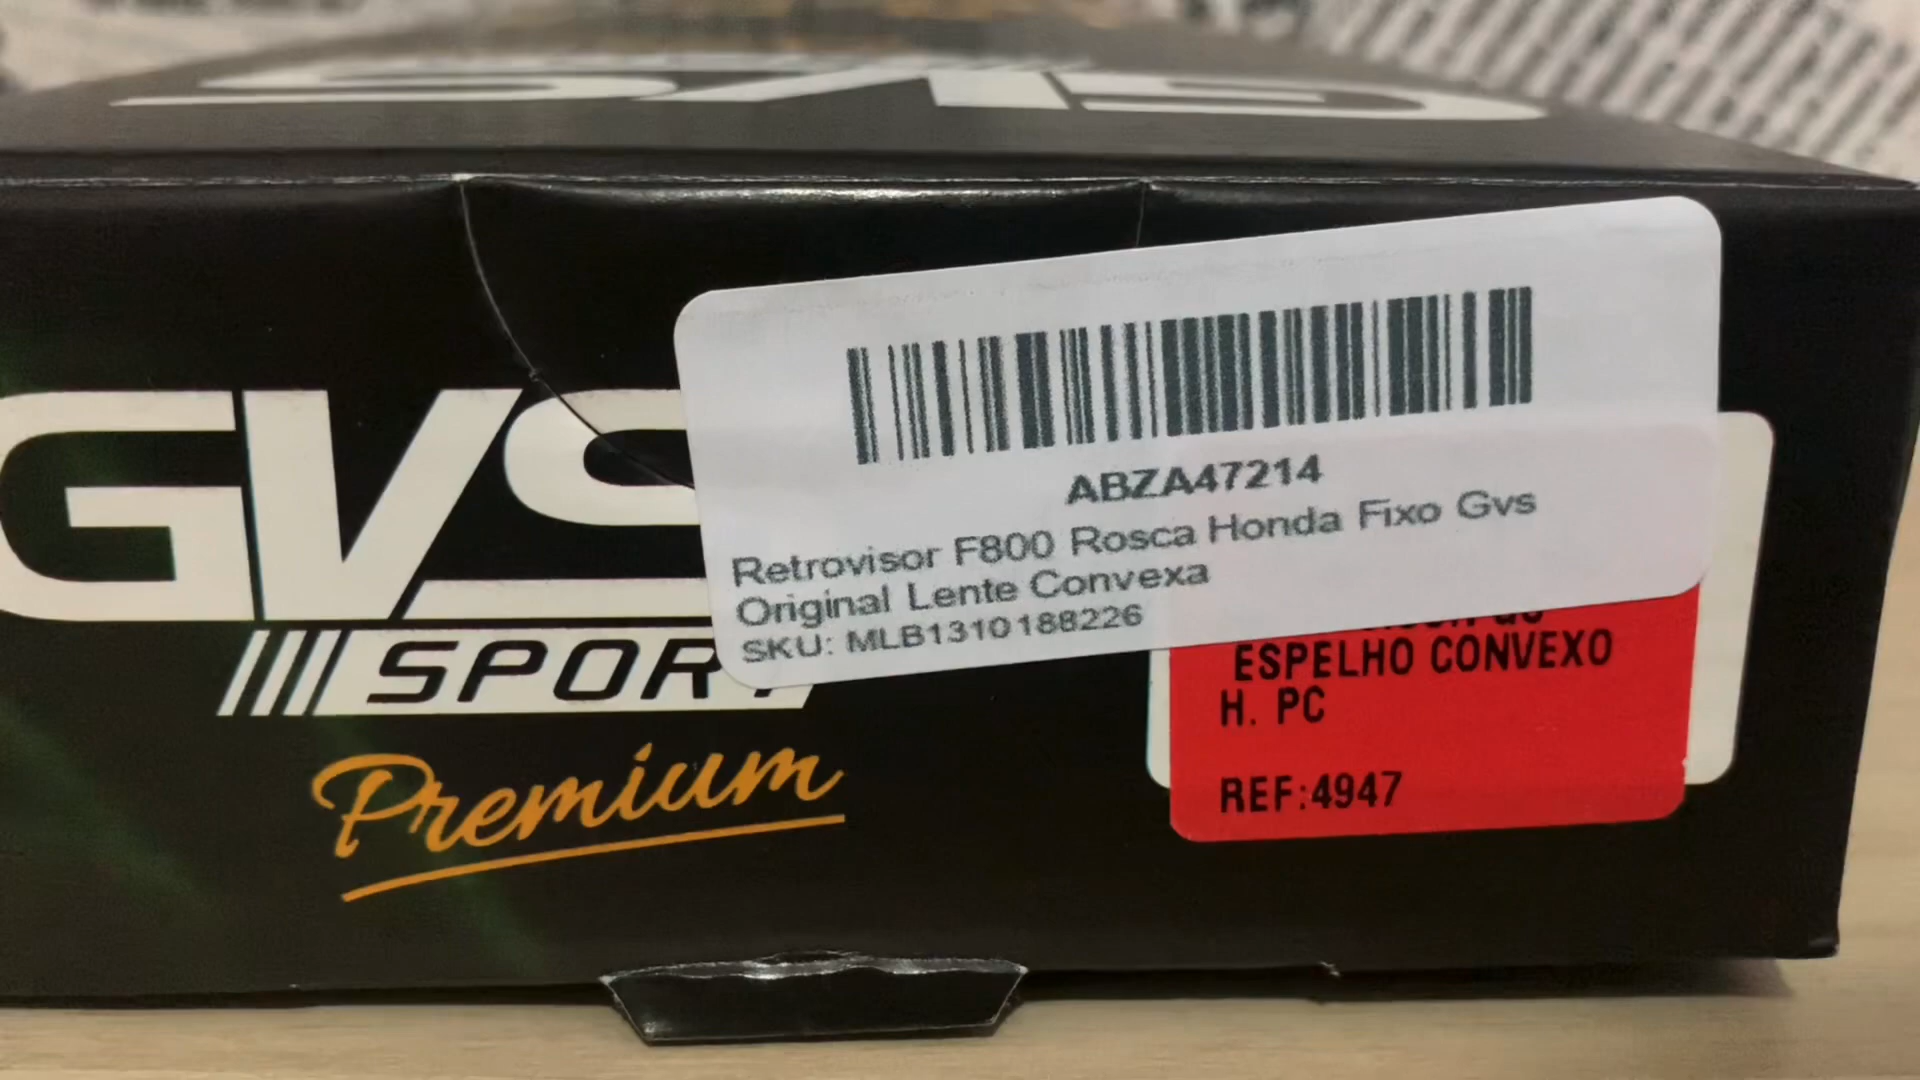 GVS
GVS
SPORT
Premium
ABZA47214
Retrovisor F800 Rosca Honda Fixo Gvs
Original Lente Convexa
SKU: MLB1310188226
ESPELHO CONVEXO
H. PC
REF:4947